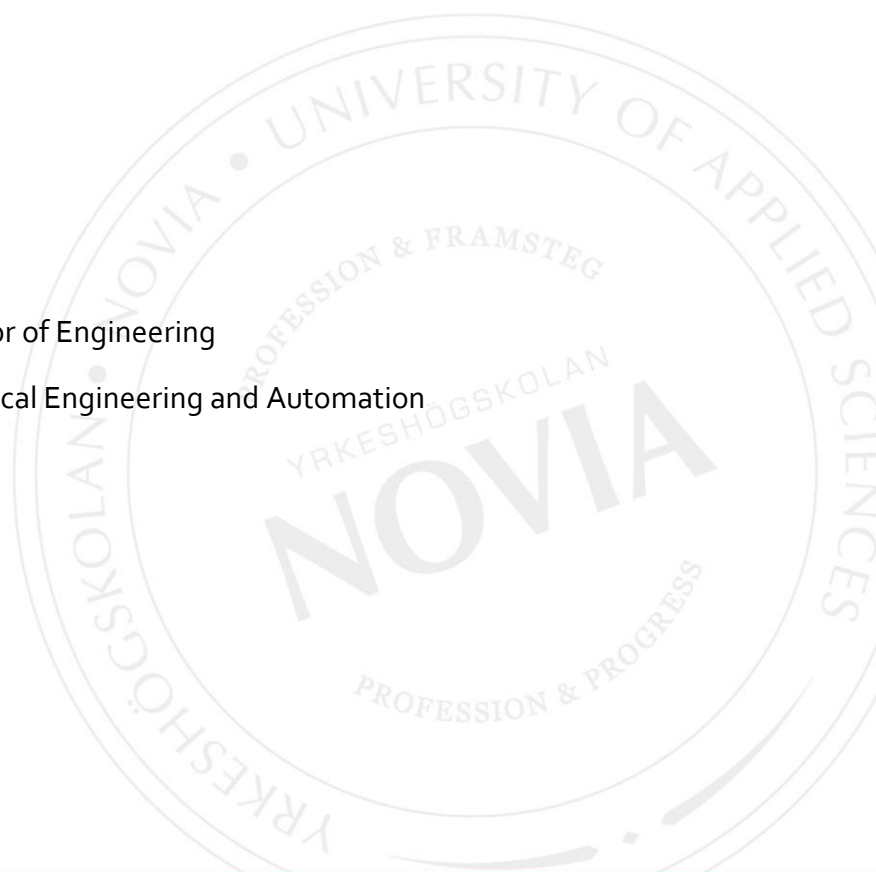 YRKESHÖGSKOLAN • NOVIA • UNIVERSITY OF APPLIED SCIENCES
PROFESSION & FRAMSTEG
or of Engineering
cal Engineering and Automation
YRKESHÖGSKOLAN
NOVIA
PROFESSION & PROGRESS